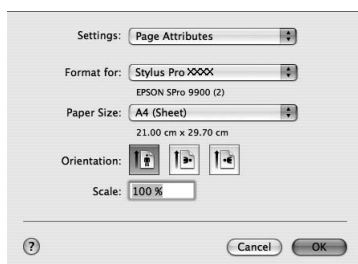 Settings: Page Attributes
Format for: Stylus Pro XXXX
EPSON SPro 9900 (2)
Paper Size: A4 (Sheet)
21.00 cm x 29.70 cm
Orientation:
Scale: 100 %
? Cancel OK